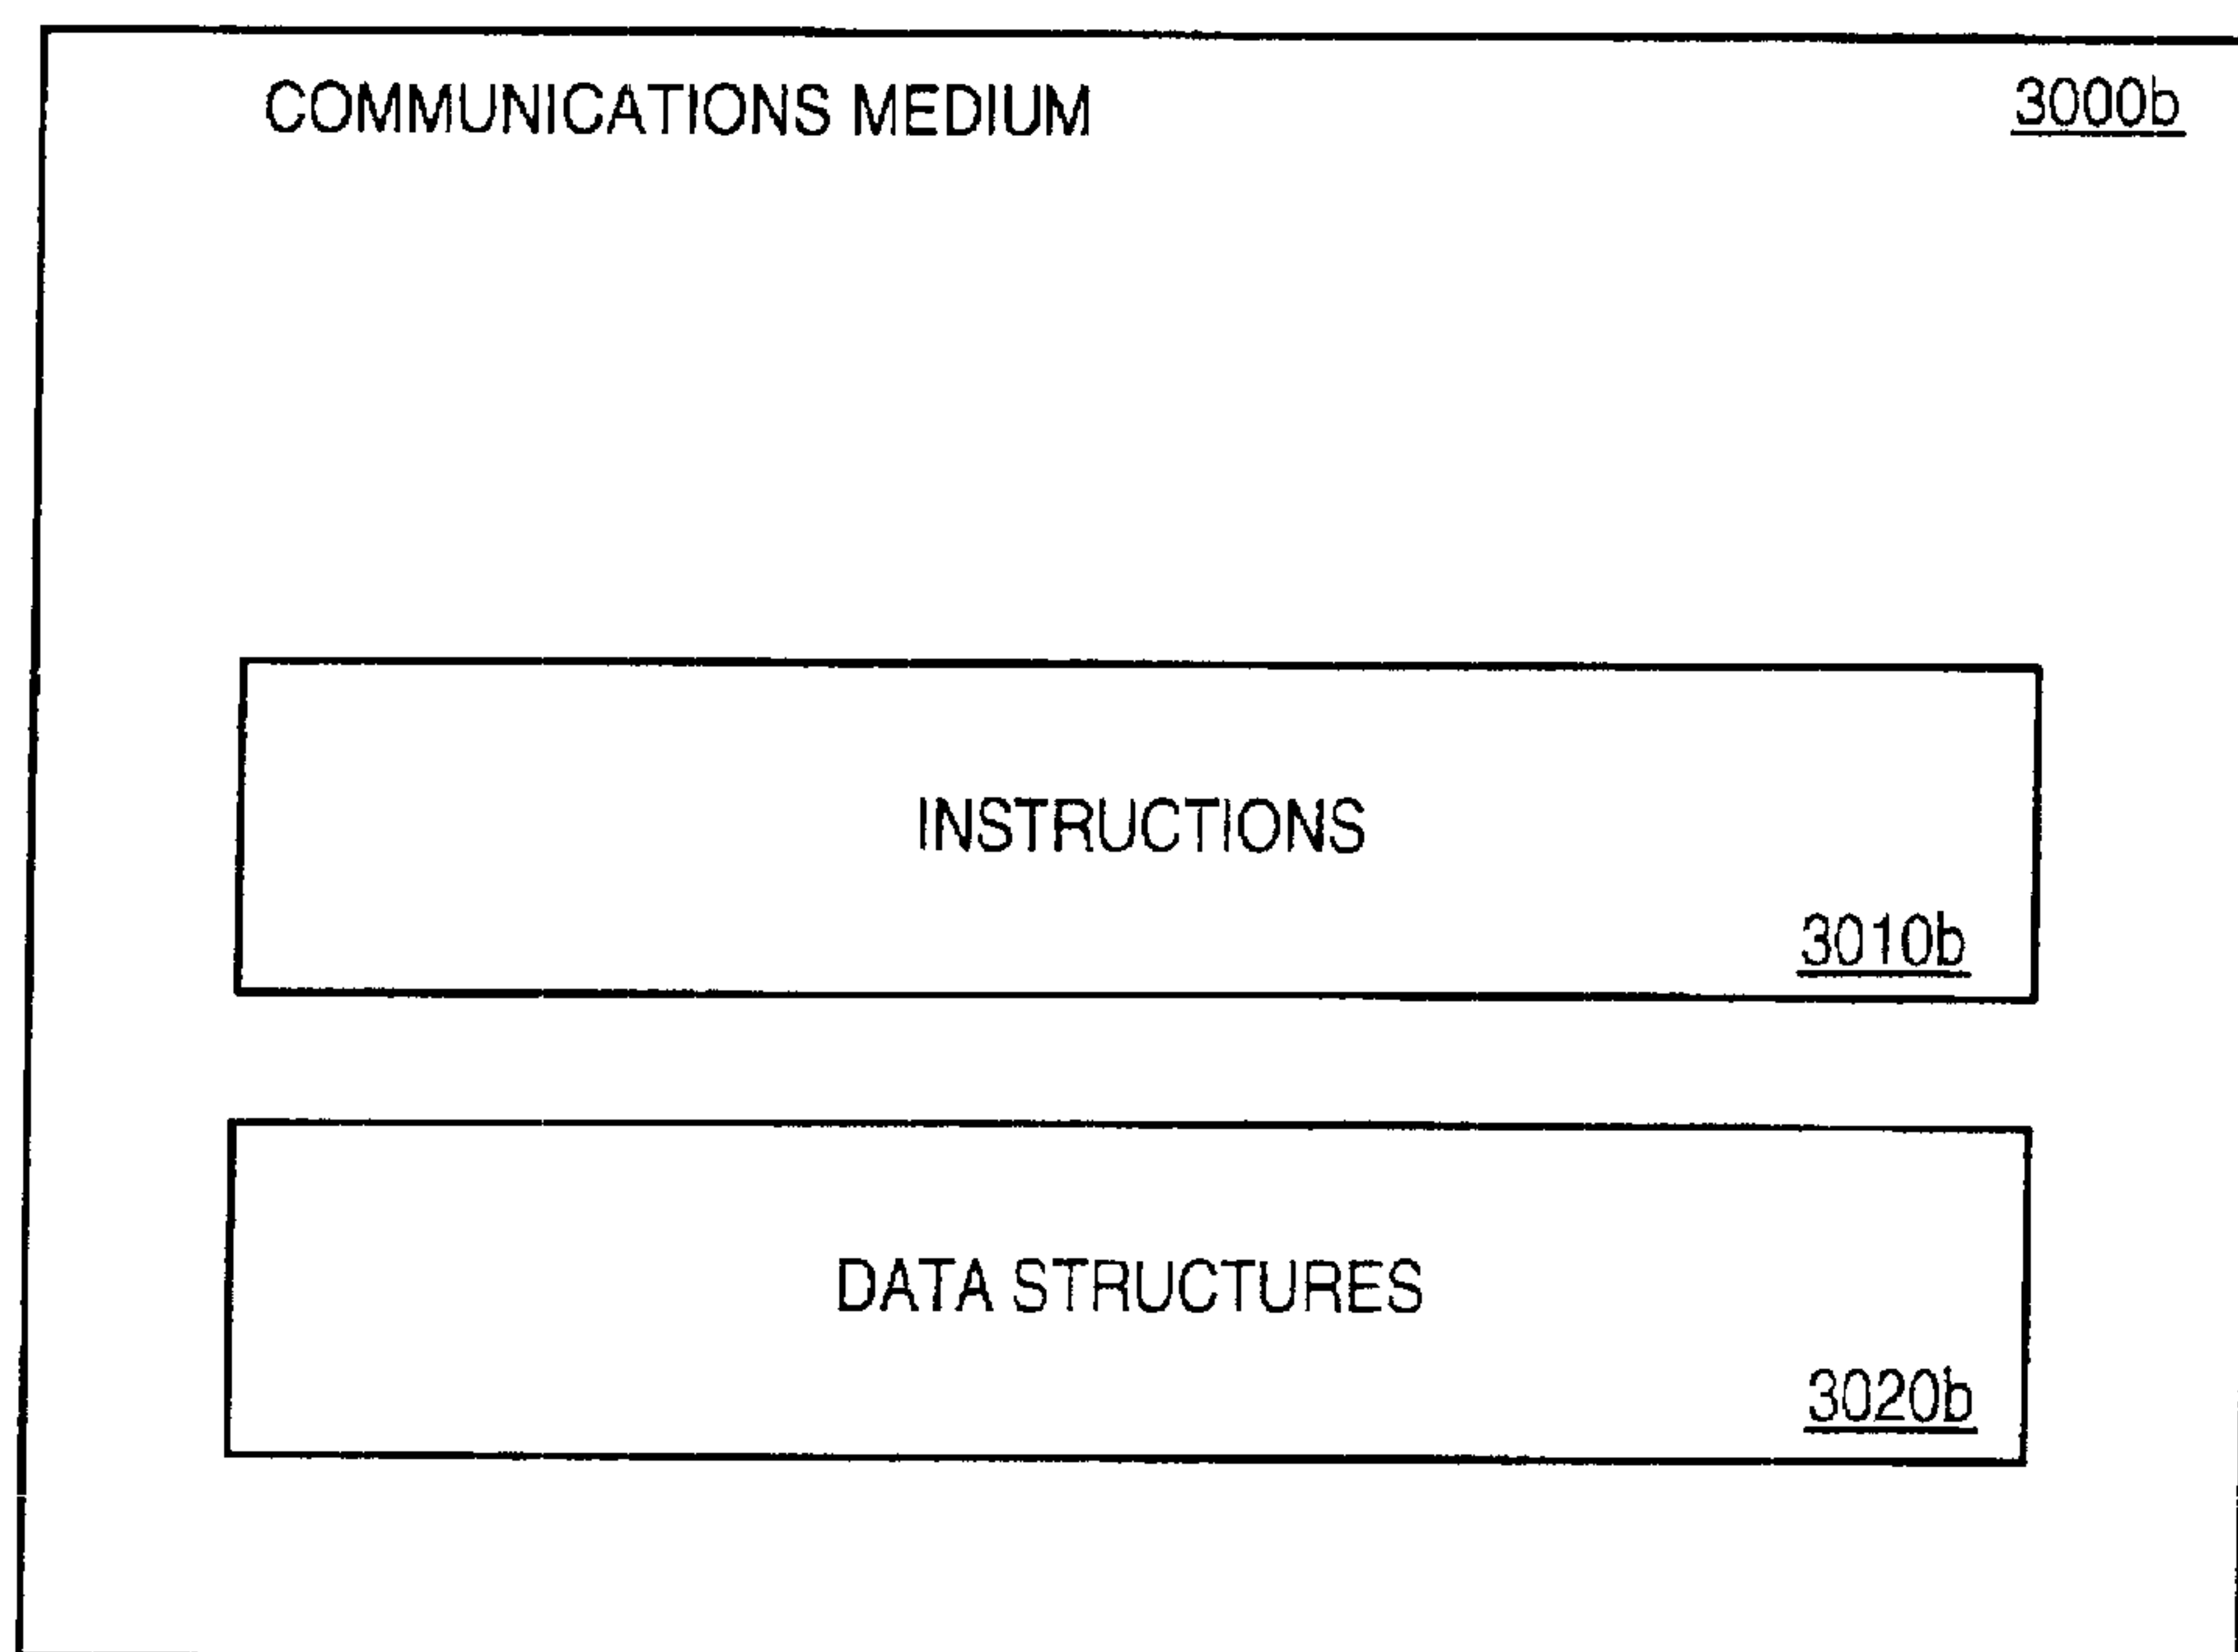 COMMUNICATIONS MEDIUM 3000b
INSTRUCTIONS
3010b
DATA STRUCTURES
3020b